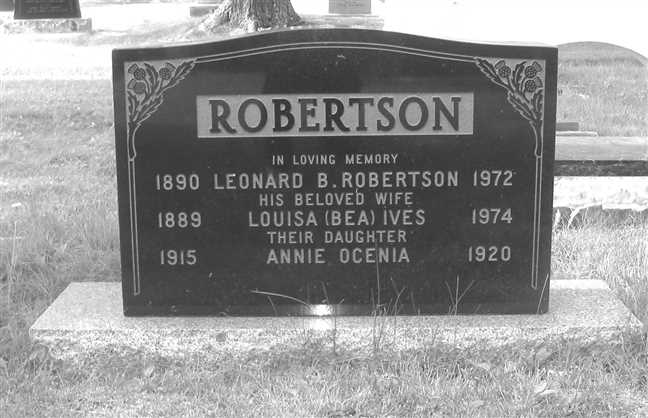 ROBERTSON
IN LOVING MEMORY
1890 LEONARD B. ROBERTSON 1972
HIS BELOVED WIFE
1889 LOUISA (BEA) IVES 1974
THEIR DAUGHTER
1915 ANNIE OCENIA 1920